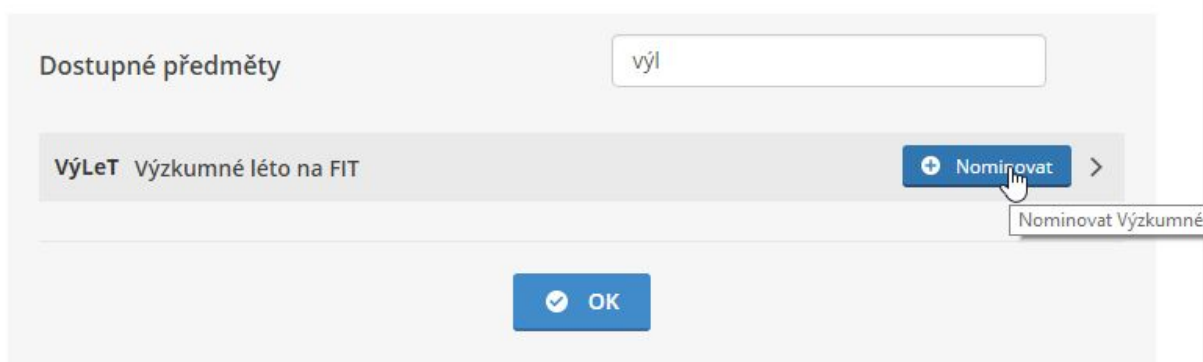 Dostupné předměty výl
VýLeT Výzkumné léto na FIT Nominovat
Nominovat Výzkumné
OK